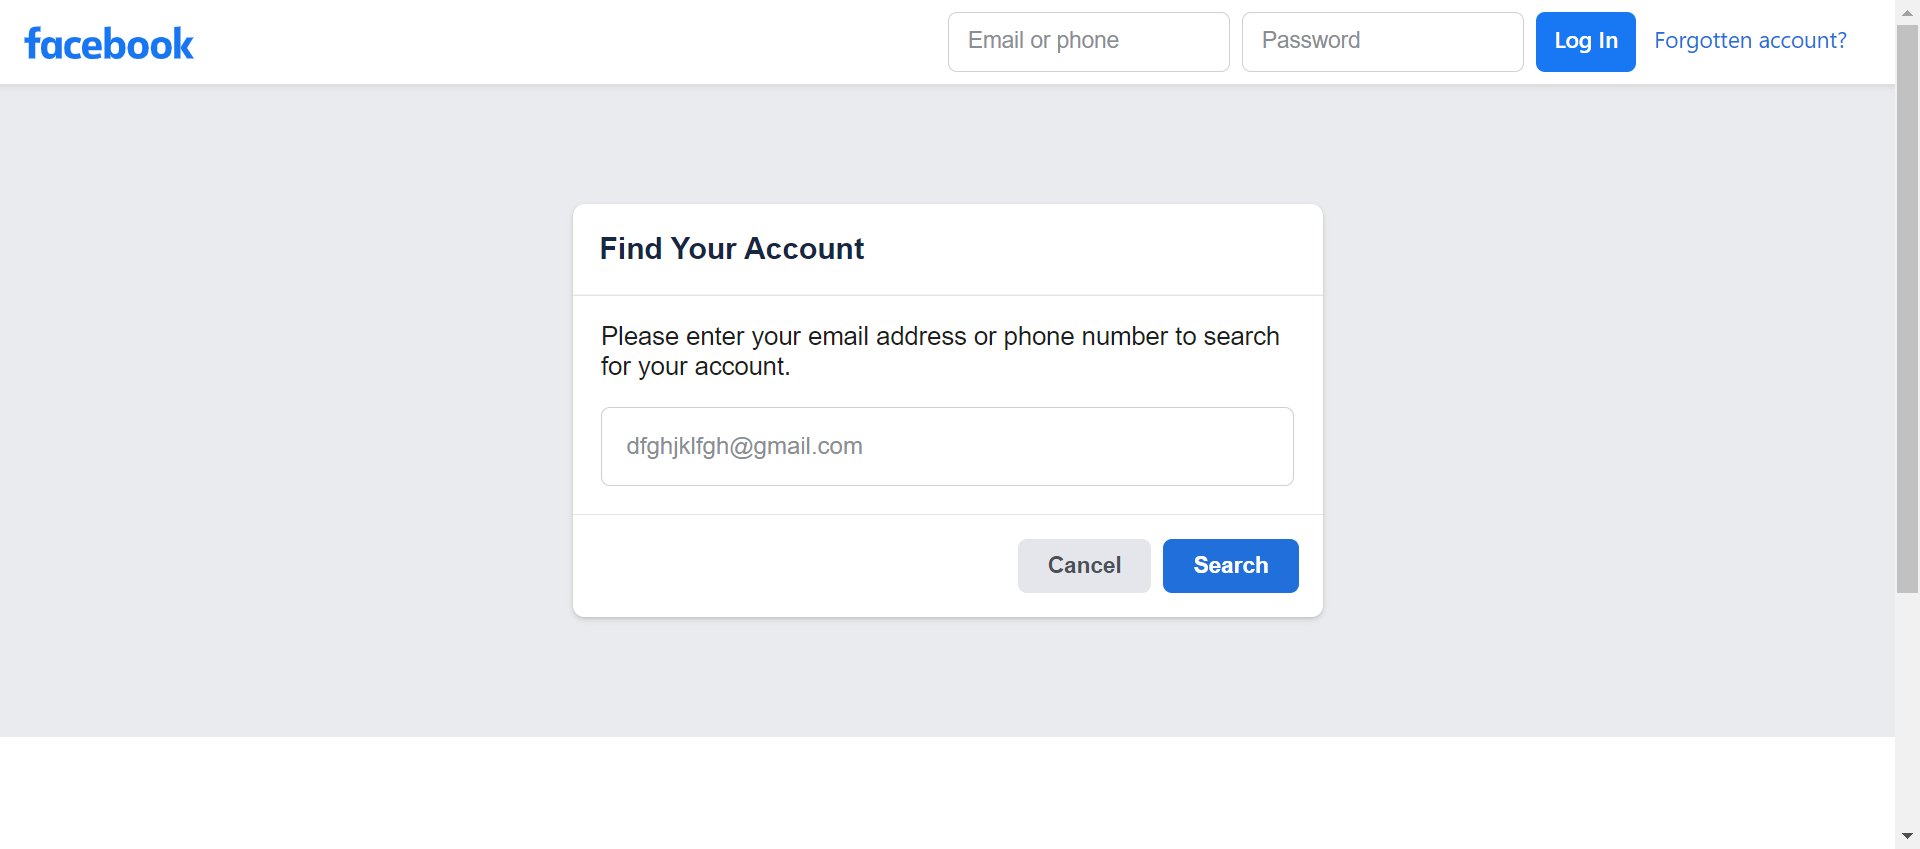 facebook
Email or phone
Password
Log In
Forgotten account?
Find Your Account
Please enter your email address or phone number to search
for your account.
dfghjklfgh@gmail.com
Cancel
Search